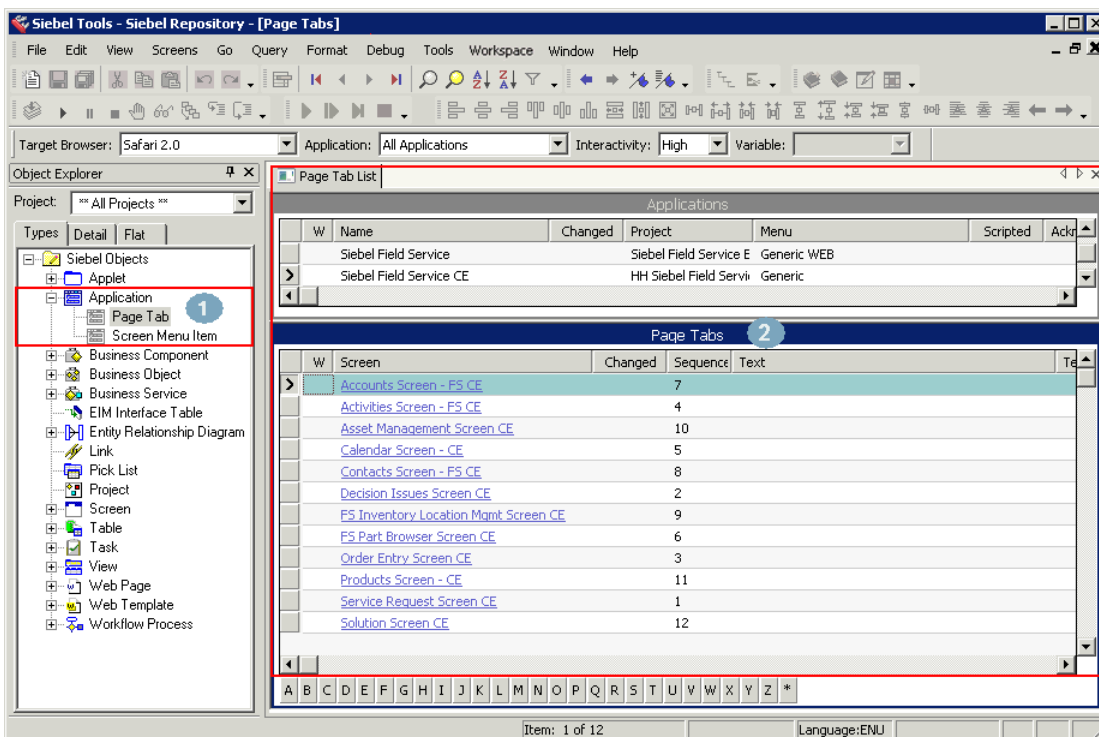 Siebel Tools - Siebel Repository - [Page Tabs]
File Edit View Screens Go Query Format Debug Tools Workspace Window Help
Target Browser: Safari 2.0 Application: All Applications Interactivity: High Variable:
Object Explorer
Project: ** All Projects **
Types Detail Flat
Siebel Objects
Applet
Application
Page Tab
1
Screen Menu Item
Business Component
Business Object
Business Service
EIM Interface Table
Entity Relationship Diagram
Link
Pick List
Project
Screen
Table
Task
View
Web Page
Web Template
Workflow Process
Page Tab List
Applications
W Name Changed Project Menu Scripted Ackr
Siebel Field Service Siebel Field Service E Generic WEB
Siebel Field Service CE HH Siebel Field Servi Generic
Page Tabs 2
W Screen Changed Sequence Text Te
Accounts Screen - FS CE 7
Activities Screen - FS CE 4
Asset Management Screen CE 10
Calendar Screen - CE 5
Contacts Screen - FS CE 8
Decision Issues Screen CE 2
FS Inventory Location Mgmt Screen CE 9
FS Part Browser Screen CE 6
Order Entry Screen CE 3
Products Screen - CE 11
Service Request Screen CE 1
Solution Screen CE 12
A B C D E F G H I J K L M N O P Q R S T U V W X Y Z *
Item: 1 of 12 Language:ENU